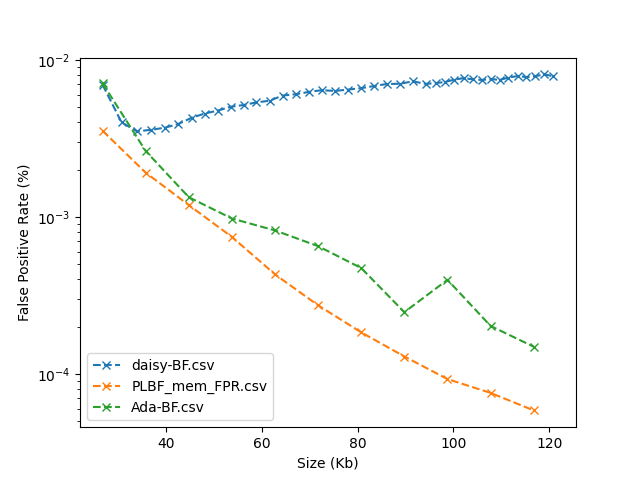 10⁻²
10⁻³
10⁻⁴
False Positive Rate (%)
daisy-BF.csv
PLBF_mem_FPR.csv
Ada-BF.csv
40 60 80 100 120
Size (Kb)